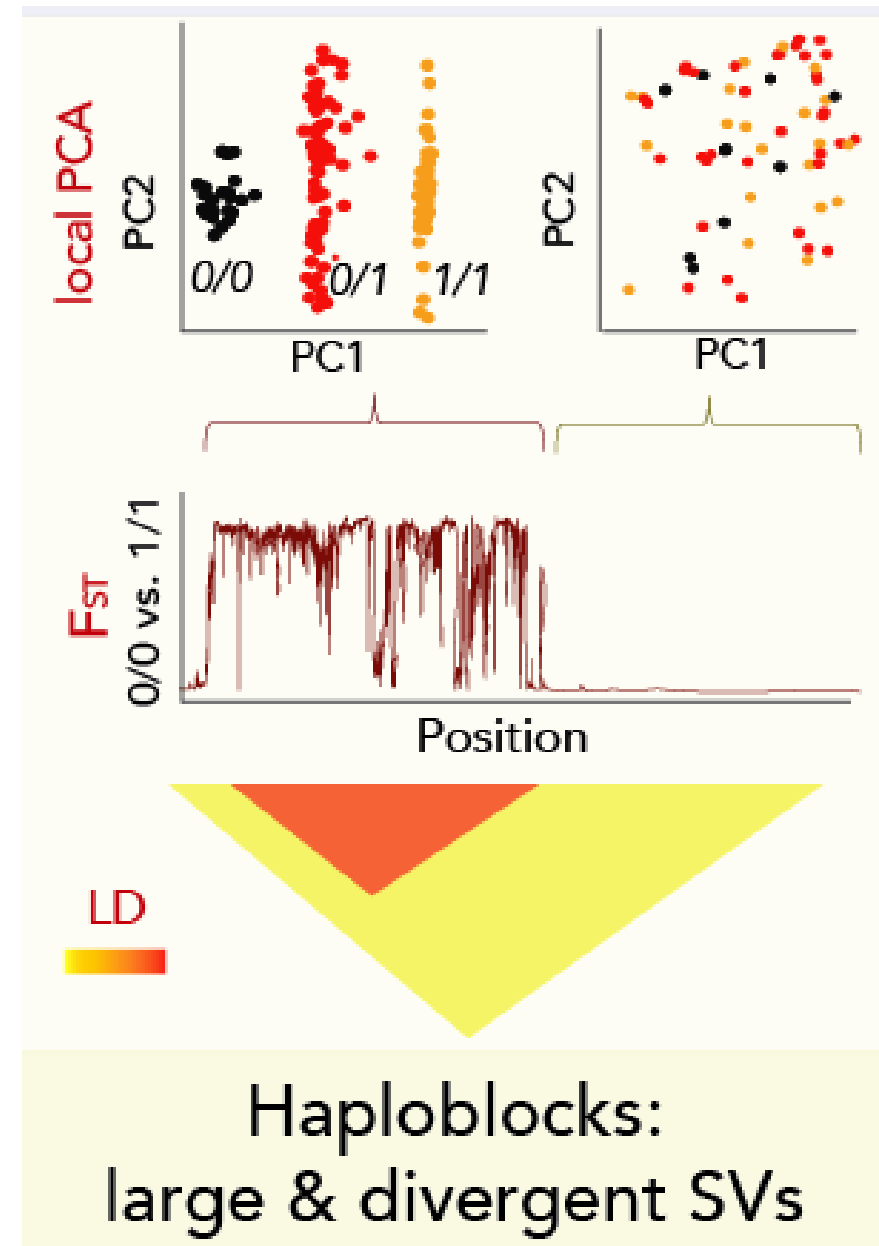 local PCA
PC2
0/0
0/1
1/1
PC1
PC2
PC1
FST
0/0 vs. 1/1
Position
LD
Haploblocks:
large & divergent SVs